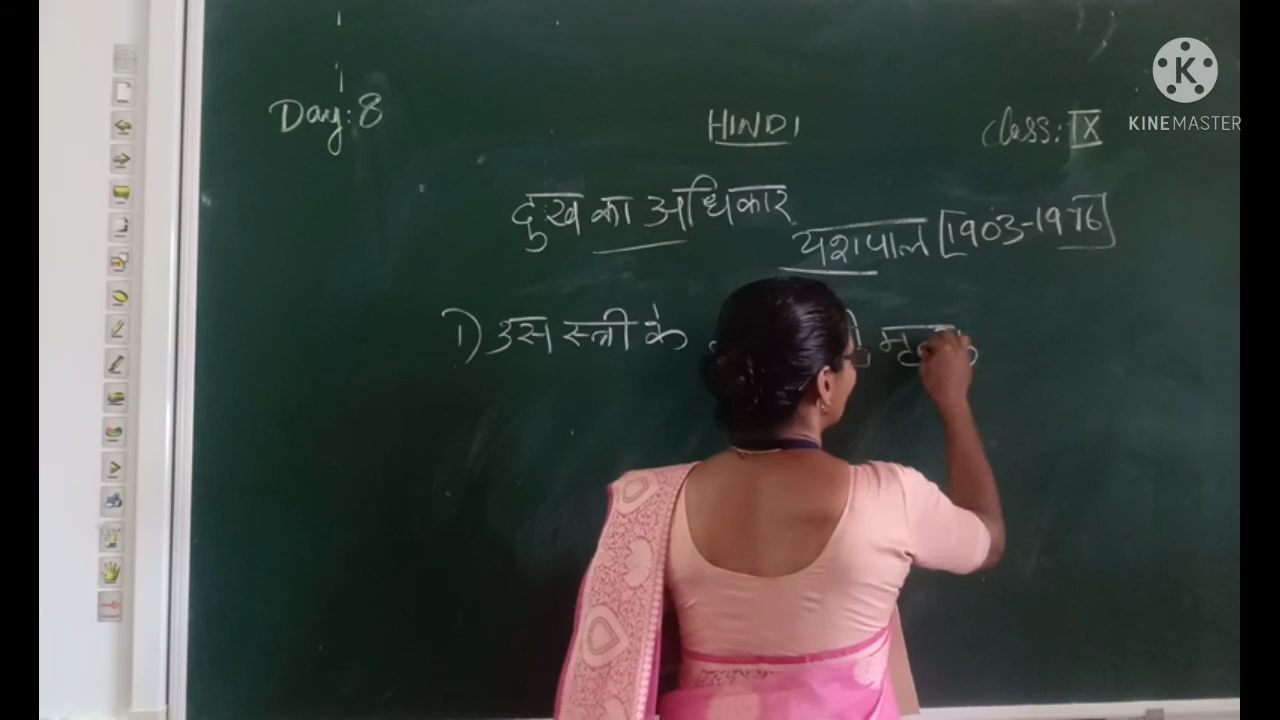 Day: 8
HINDI
Class: IX
KINEMASTER
दुःख का अधिकार
यशपाल [1903-1976]
1) उस स्त्री के